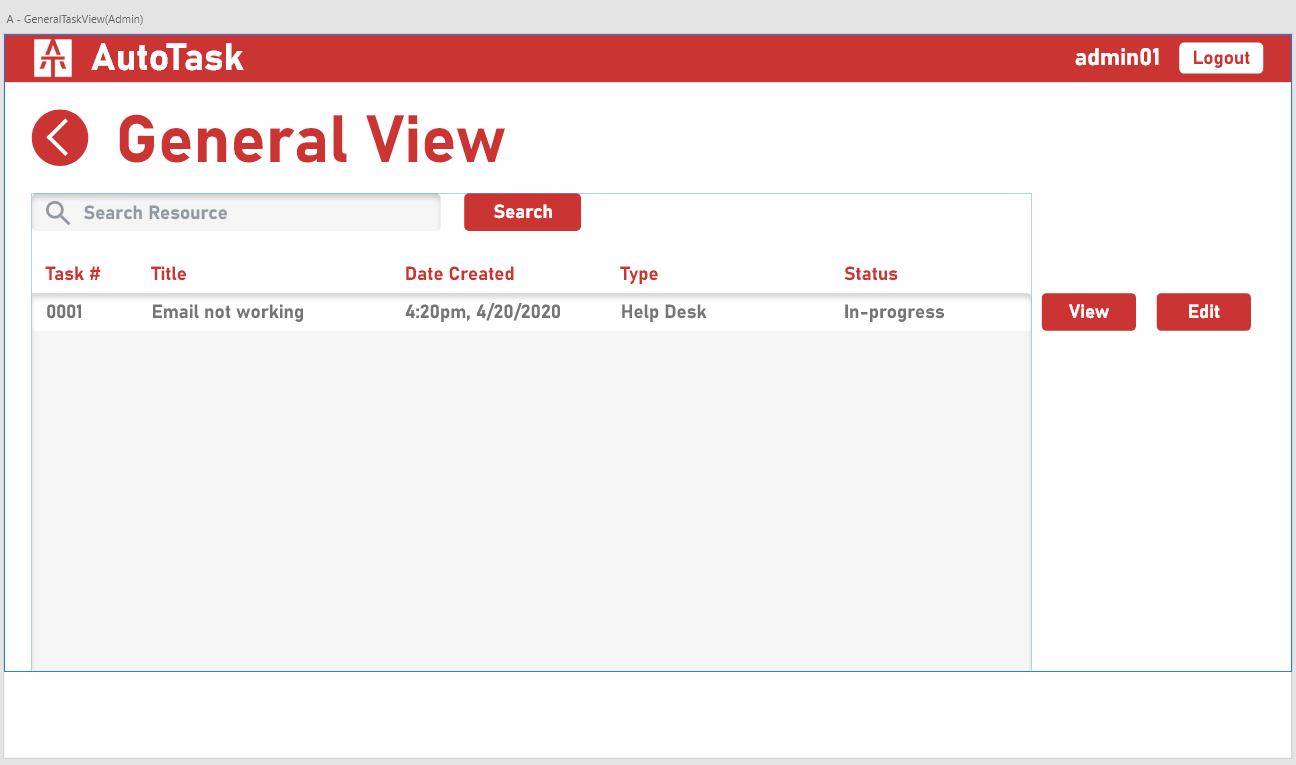 A - GeneralTaskView(Admin)
AutoTask
admin01
Logout
General View
Search Resource
Search
Task # Title Date Created Type Status
0001 Email not working 4:20pm, 4/20/2020 Help Desk In-progress View Edit